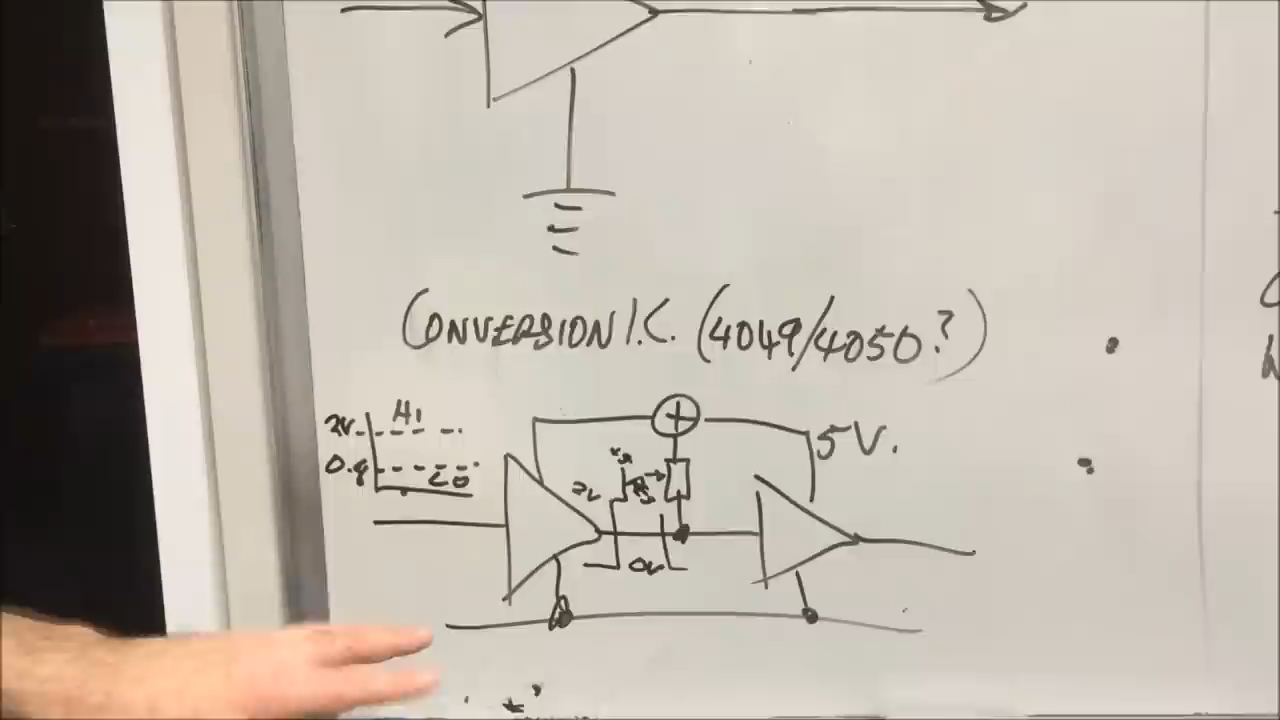 CONVERSION I.C. (4049/4050?)
2V HI
0.8 LO
+
5V.
2V
0V